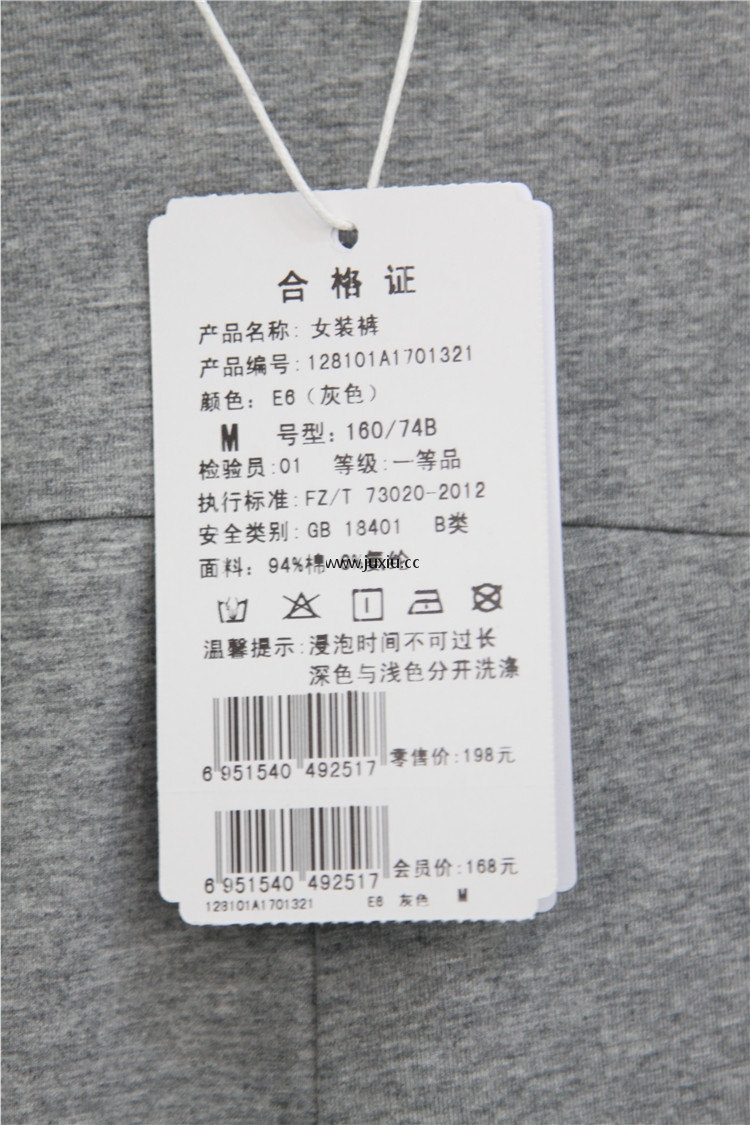 合格证
产品名称: 女装裤
产品编号: 128101A1701321
颜色: E6（灰色）
M 号型: 160/74B
检验员:01 等级:一等品
执行标准: FZ/T 73020-2012
安全类别: GB 18401 B类
面料: 94%棉 6%氨纶
www.juxiu.cc
温馨提示:浸泡时间不可过长
深色与浅色分开洗涤
6 951540 492517 零售价:198元
6 951540 492517 会员价:168元
128101A1701321 E6 灰色 M